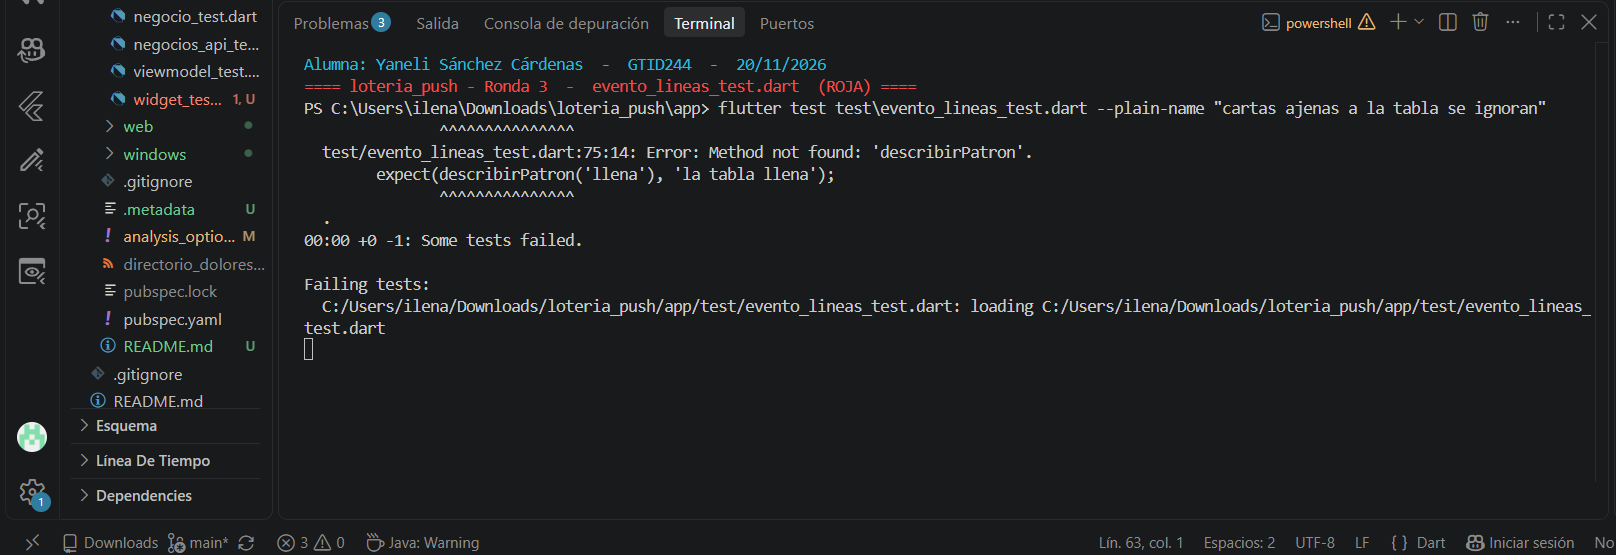 negocio_test.dart
negocios_api_te...
viewmodel_test....
widget_tes... 1, U
web
windows
.gitignore
.metadata U
analysis_optio... M
directorio_dolores...
pubspec.lock
pubspec.yaml
README.md U
.gitignore
README.md
Esquema
Línea De Tiempo
Dependencies
1
Problemas 3 Salida Consola de depuración Terminal Puertos
powershell
Alumna: Yaneli Sánchez Cárdenas - GTID244 - 20/11/2026
==== loteria_push - Ronda 3 - evento_lineas_test.dart (ROJA) ====
PS C:\Users\ilena\Downloads\loteria_push\app> flutter test test\evento_lineas_test.dart --plain-name "cartas ajenas a la tabla se ignoran"
^^^^^^^^^^^^^^^
test/evento_lineas_test.dart:75:14: Error: Method not found: 'describirPatron'.
expect(describirPatron('llena'), 'la tabla llena');
^^^^^^^^^^^^^^^
.
00:00 +0 -1: Some tests failed.
Failing tests:
C:/Users/ilena/Downloads/loteria_push/app/test/evento_lineas_test.dart: loading C:/Users/ilena/Downloads/loteria_push/app/test/evento_lineas_
test.dart
Downloads main* 3 0 Java: Warning Lín. 63, col. 1 Espacios: 2 UTF-8 LF { } Dart Iniciar sesión No